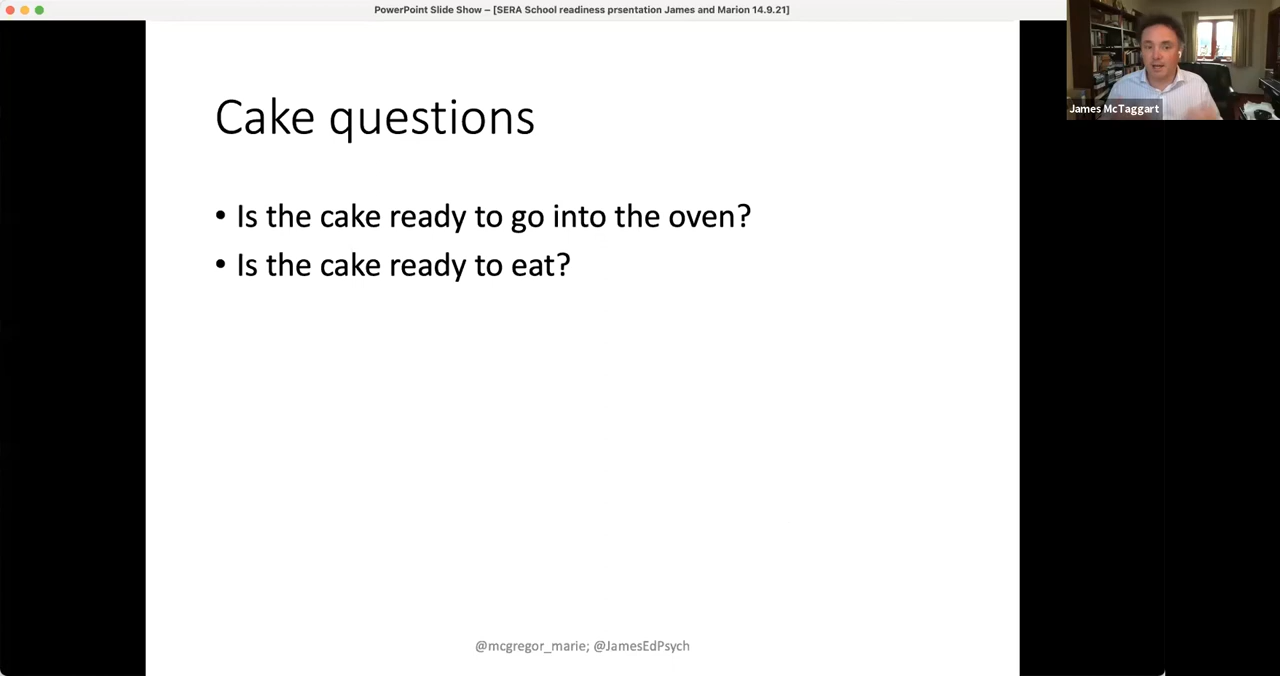 PowerPoint Slide Show – [SERA School readiness prsentation James and Marion 14.9.21]
James McTaggart
Cake questions
• Is the cake ready to go into the oven?
• Is the cake ready to eat?
@mcgregor_marie; @JamesEdPsych